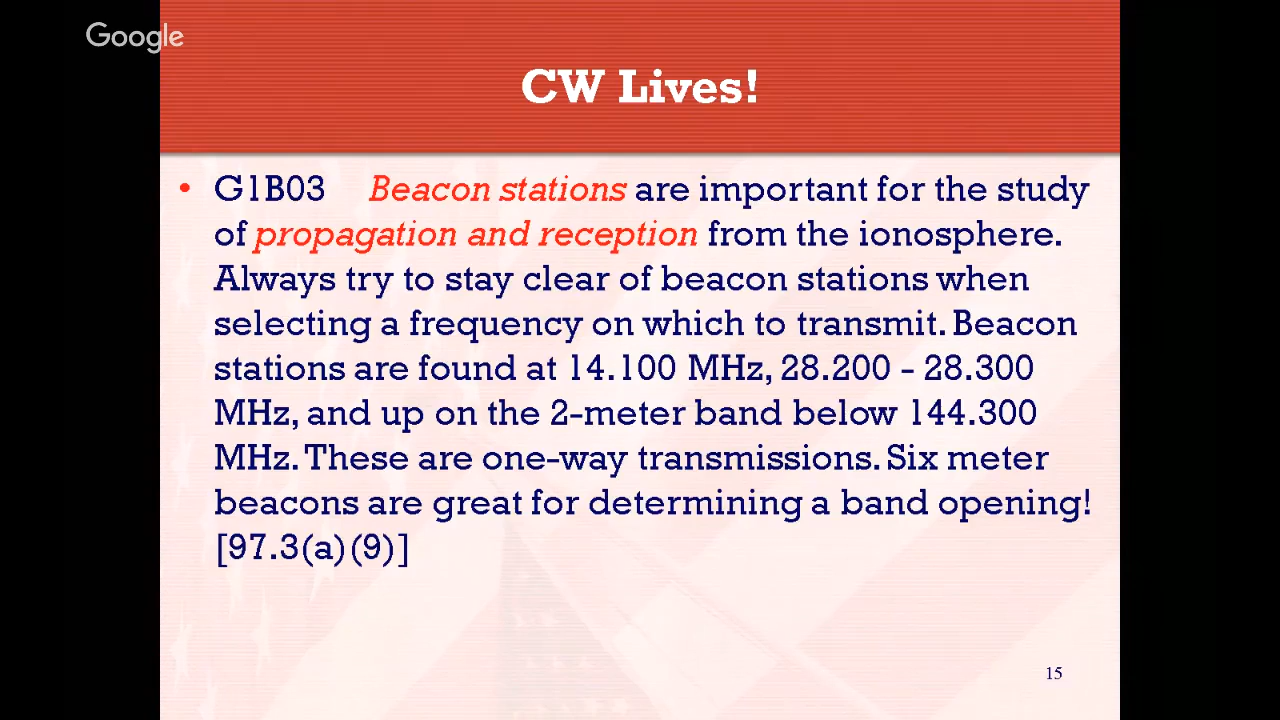 Google
CW Lives!
• G1B03 Beacon stations are important for the study
of propagation and reception from the ionosphere.
Always try to stay clear of beacon stations when
selecting a frequency on which to transmit. Beacon
stations are found at 14.100 MHz, 28.200 - 28.300
MHz, and up on the 2-meter band below 144.300
MHz. These are one-way transmissions. Six meter
beacons are great for determining a band opening!
[97.3(a)(9)]
15